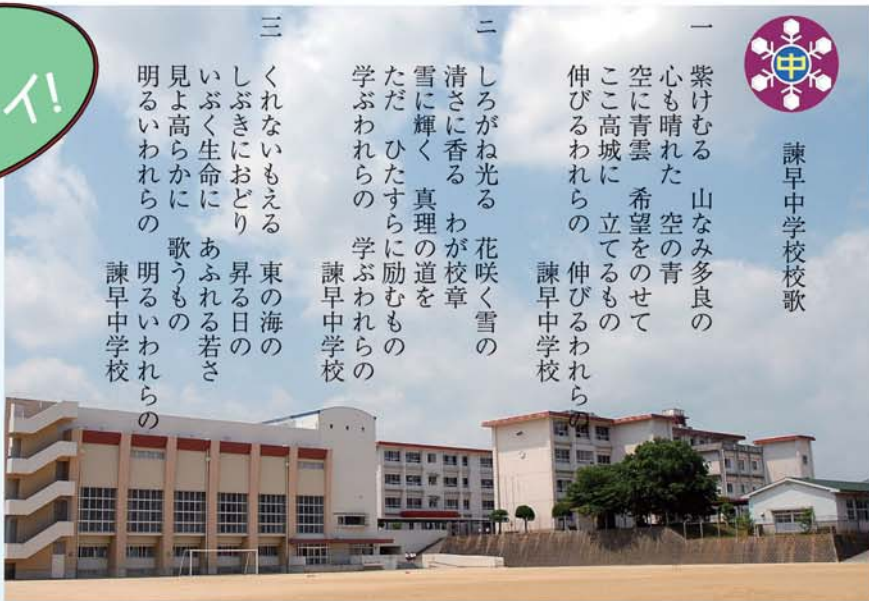 イ!
中
諫早中学校校歌
一 紫けむる 山なみ多良の
心も晴れた 空の青
空に青雲 希望をのせて
ここ高城に 立てるもの
伸びるわれらの 伸びるわれらの
諫早中学校
二 しろがね光る 花咲く雪の
清さに香る わが校章
雪に輝く 真理の道を
ただ ひたすらに励むもの
学ぶわれらの 学ぶわれらの
諫早中学校
三 くれないもえる 東の海の
しぶきにおどり 昇る日の
いぶく生命に あふれる若さ
見よ高らかに 歌うもの
明るいわれらの 明るいわれらの
諫早中学校